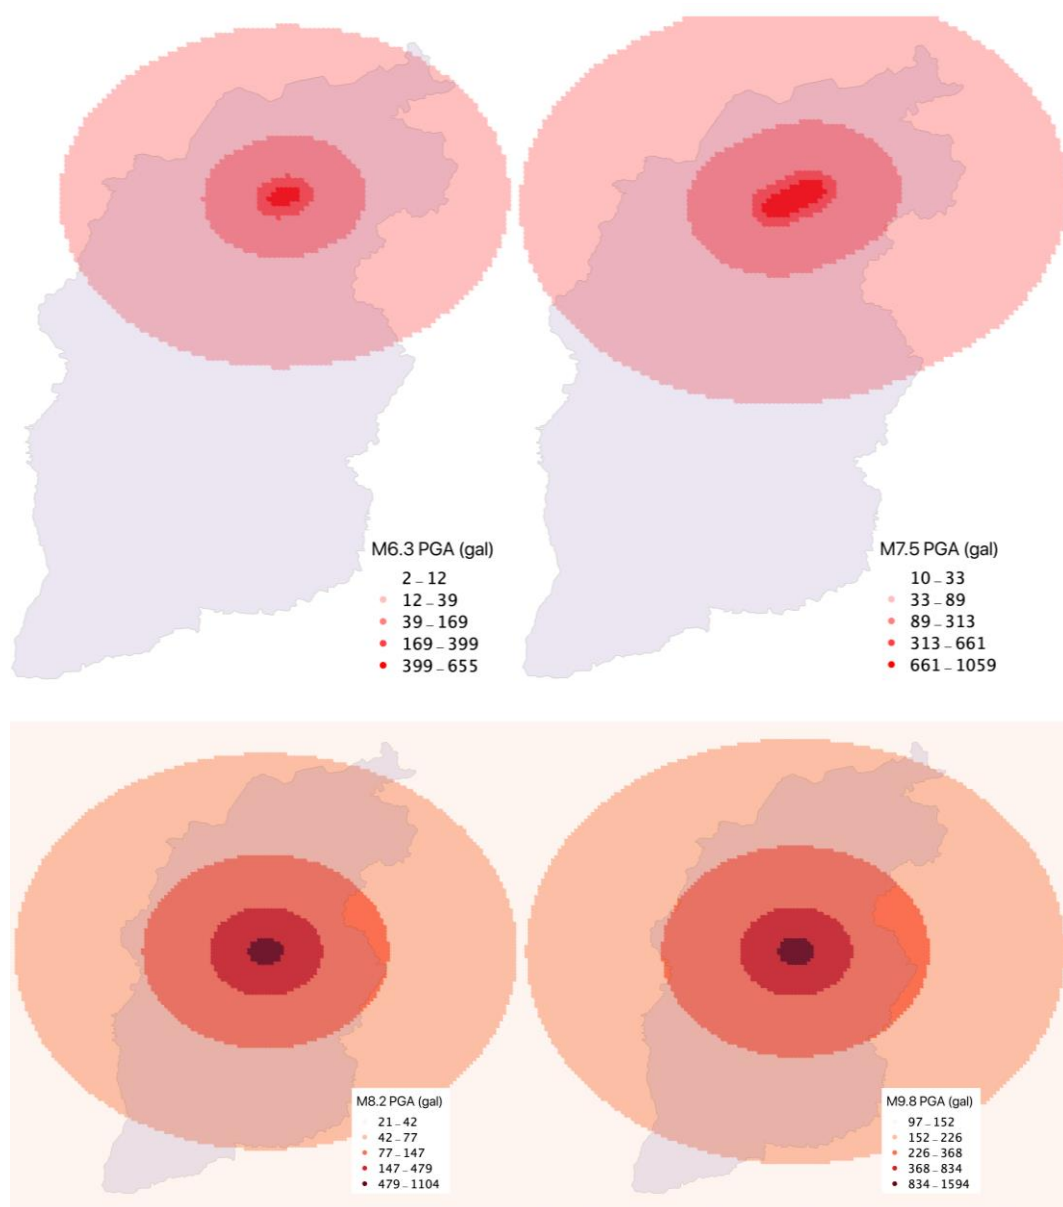 M6.3 PGA (gal)
2 – 12
12 – 39
39 – 169
169 – 399
399 – 655
M7.5 PGA (gal)
10 – 33
33 – 89
89 – 313
313 – 661
661 – 1059
M8.2 PGA (gal)
21 – 42
42 – 77
77 – 147
147 – 479
479 – 1104
M9.8 PGA (gal)
97 – 152
152 – 226
226 – 368
368 – 834
834 – 1594